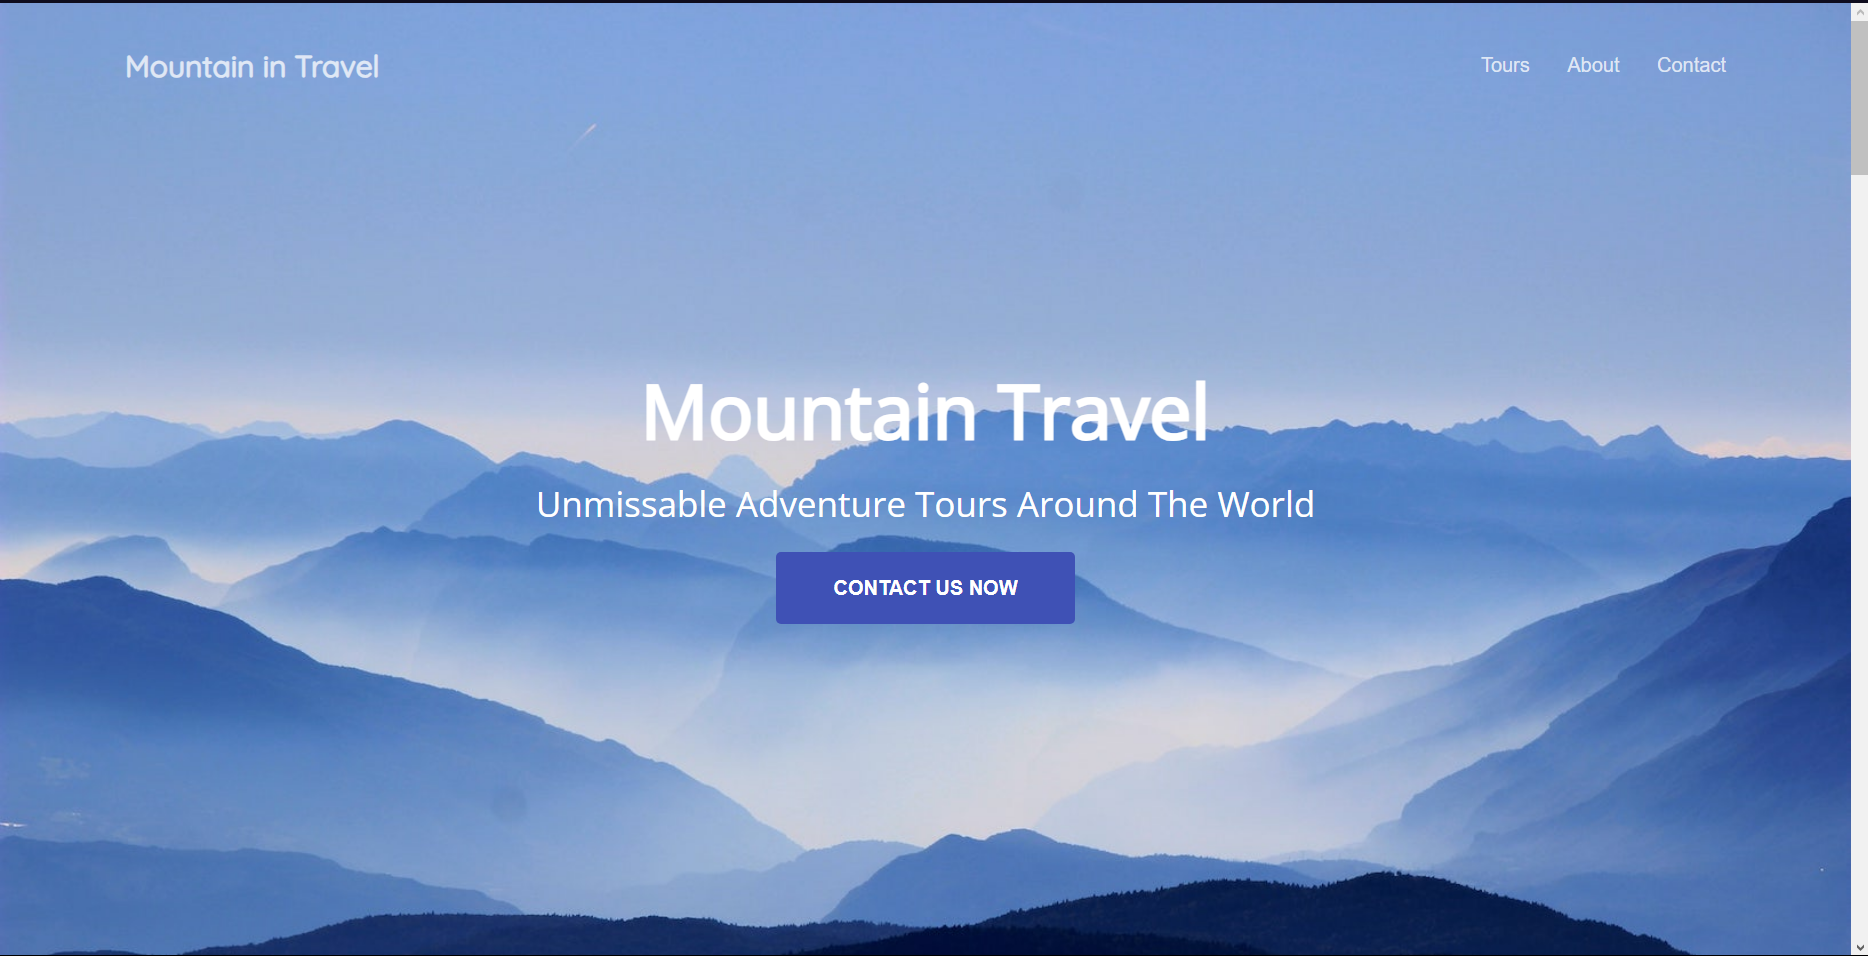 Mountain in Travel
Tours About Contact
Mountain Travel
Unmissable Adventure Tours Around The World
CONTACT US NOW